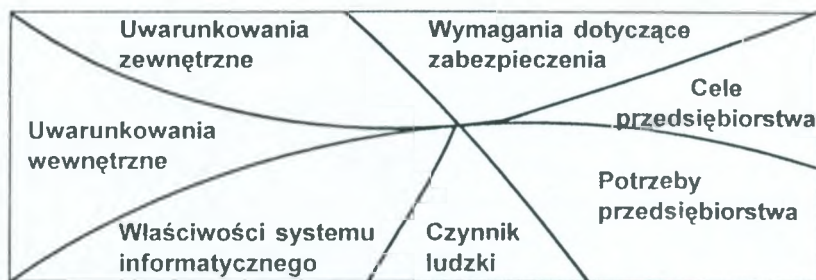 Uwarunkowania
zewnętrzne
Wymagania dotyczące
zabezpieczenia
Cele
przedsiębiorstwa
Uwarunkowania
wewnętrzne
Potrzeby
przedsiębiorstwa
Właściwości systemu
informatycznego
Czynnik
ludzki